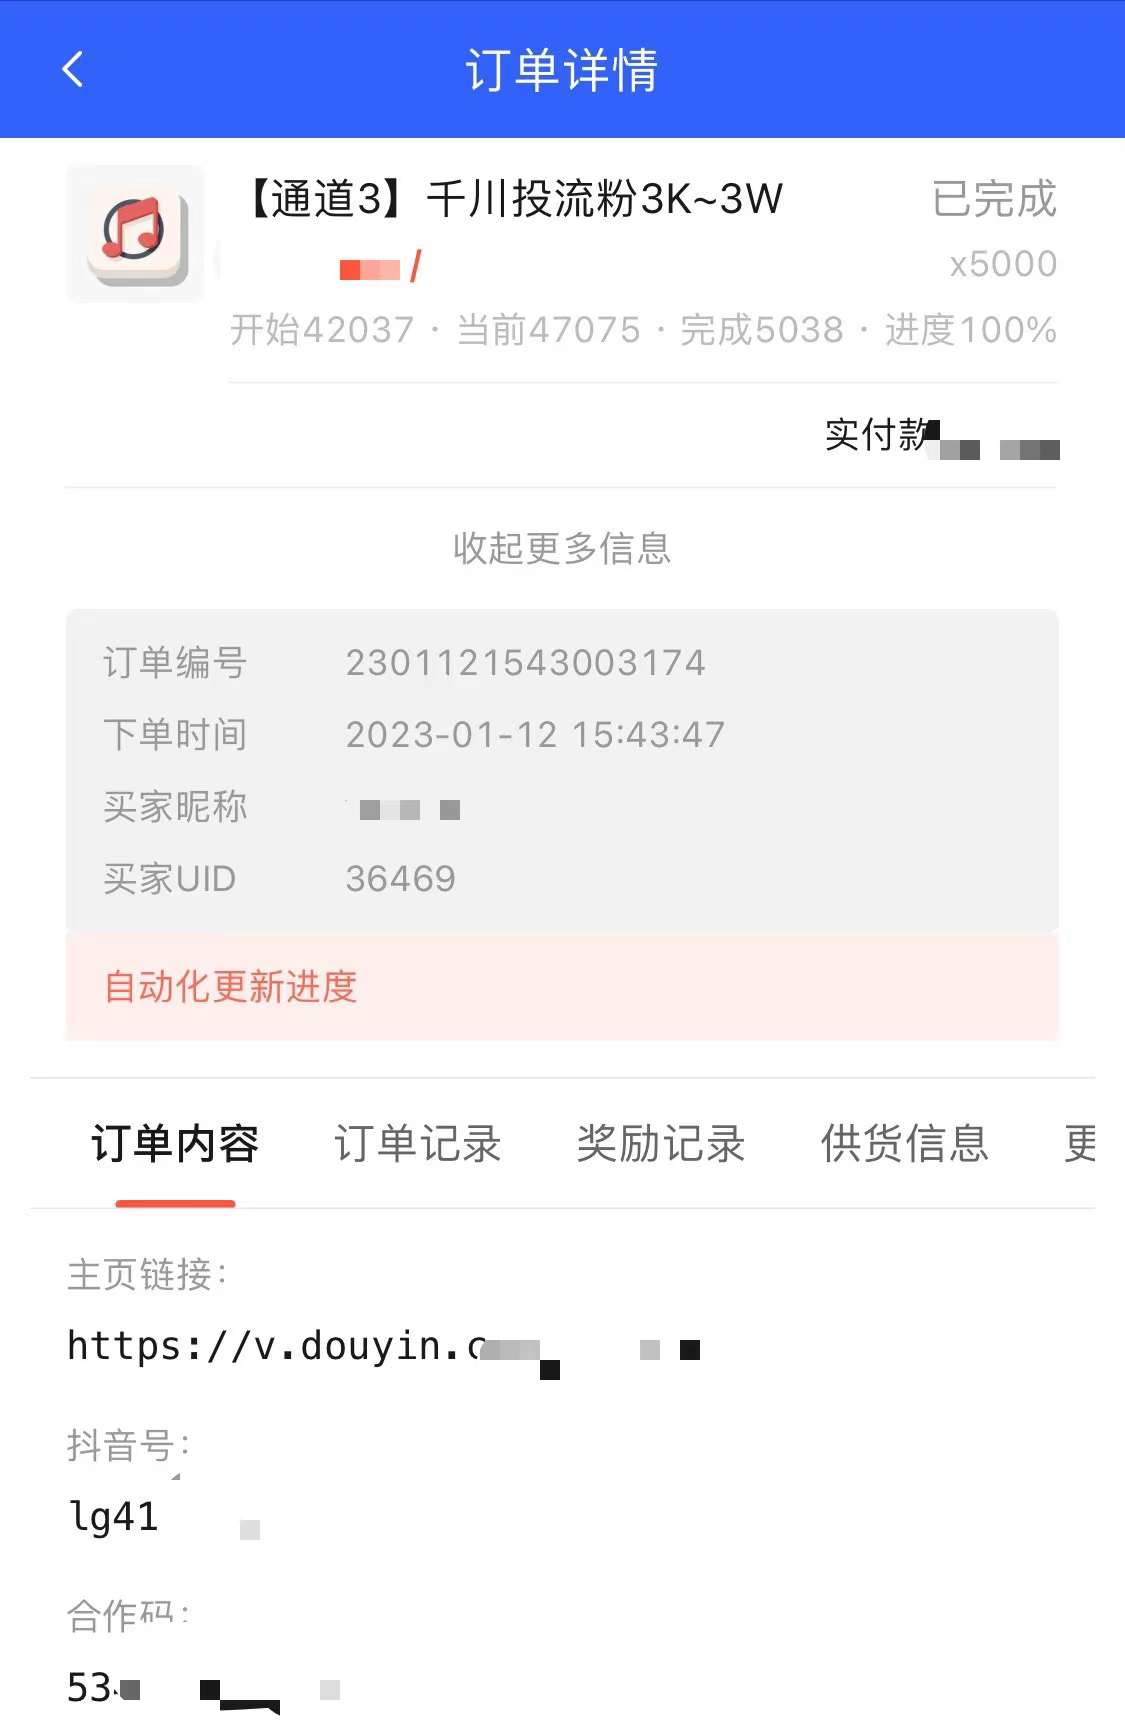 订单详情
【通道3】千川投流粉3K~3W 已完成
/ x5000
开始42037 · 当前47075 · 完成5038 · 进度100%
实付款
收起更多信息
订单编号 2301121543003174
下单时间 2023-01-12 15:43:47
买家昵称
买家UID 36469
自动化更新进度
订单内容 订单记录 奖励记录 供货信息 更
主页链接:
https://v.douyin.c
抖音号:
lg41
合作码:
53